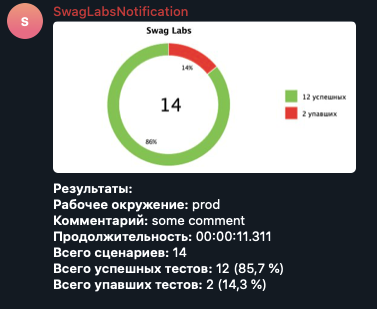 S
SwagLabsNotification
Swag Labs
14%
14
86%
12 успешных
2 упавших
Результаты:
Рабочее окружение: prod
Комментарий: some comment
Продолжительность: 00:00:11.311
Всего сценариев: 14
Всего успешных тестов: 12 (85,7 %)
Всего упавших тестов: 2 (14,3 %)